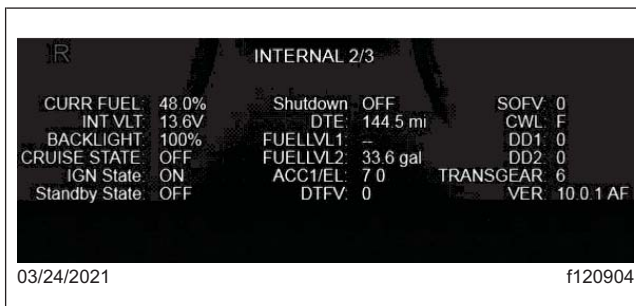 R
INTERNAL 2/3
CURR FUEL: 48.0% Shutdown OFF SOFV: 0
INT VLT: 13.6V DTE: 144.5 mi CWL: F
BACKLIGHT: 100% FUELLVL1: -- DD1: 0
CRUISE STATE: OFF FUELLVL2: 33.6 gal DD2: 0
IGN State: ON ACC1/EL: 7 0 TRANSGEAR: 6
Standby State: OFF DTFV: 0 VER: 10.0.1 AF
03/24/2021 f120904